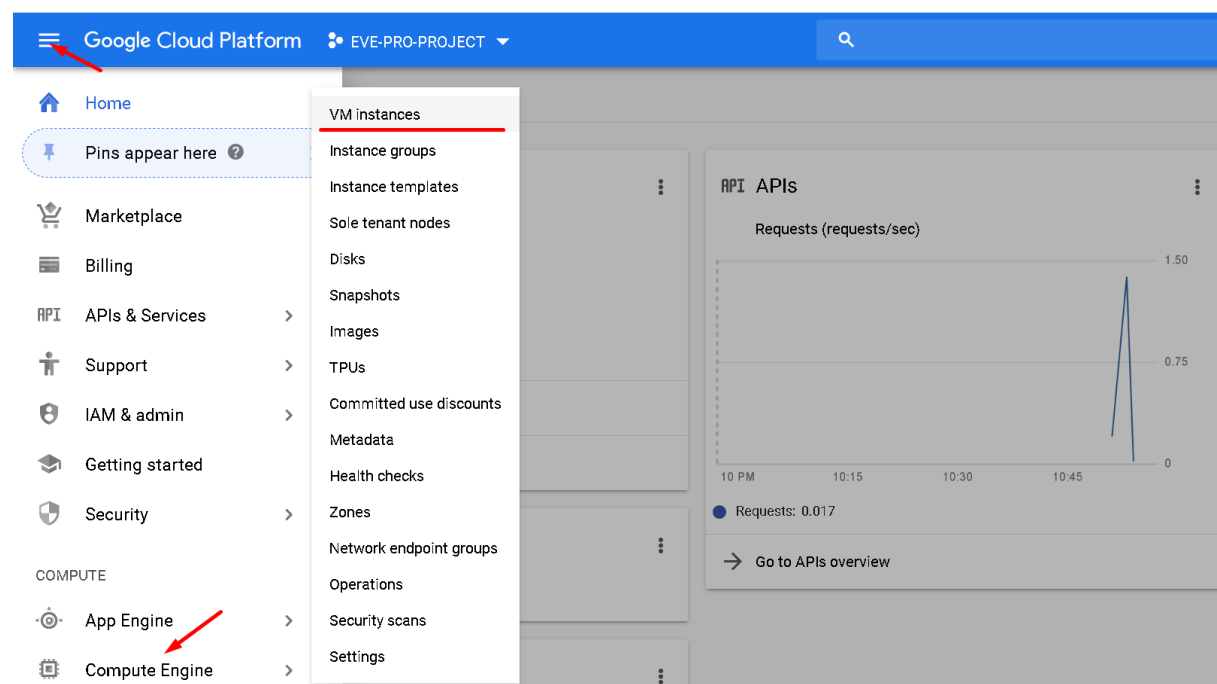 Google Cloud Platform
EVE-PRO-PROJECT
Home
Pins appear here ?
Marketplace
Billing
API APIs & Services
Support
IAM & admin
Getting started
Security
COMPUTE
App Engine
Compute Engine
VM instances
Instance groups
Instance templates
Sole tenant nodes
Disks
Snapshots
Images
TPUs
Committed use discounts
Metadata
Health checks
Zones
Network endpoint groups
Operations
Security scans
Settings
API APIs
Requests (requests/sec)
1.50
0.75
0
10 PM 10:15 10:30 10:45
Requests: 0.017
Go to APIs overview